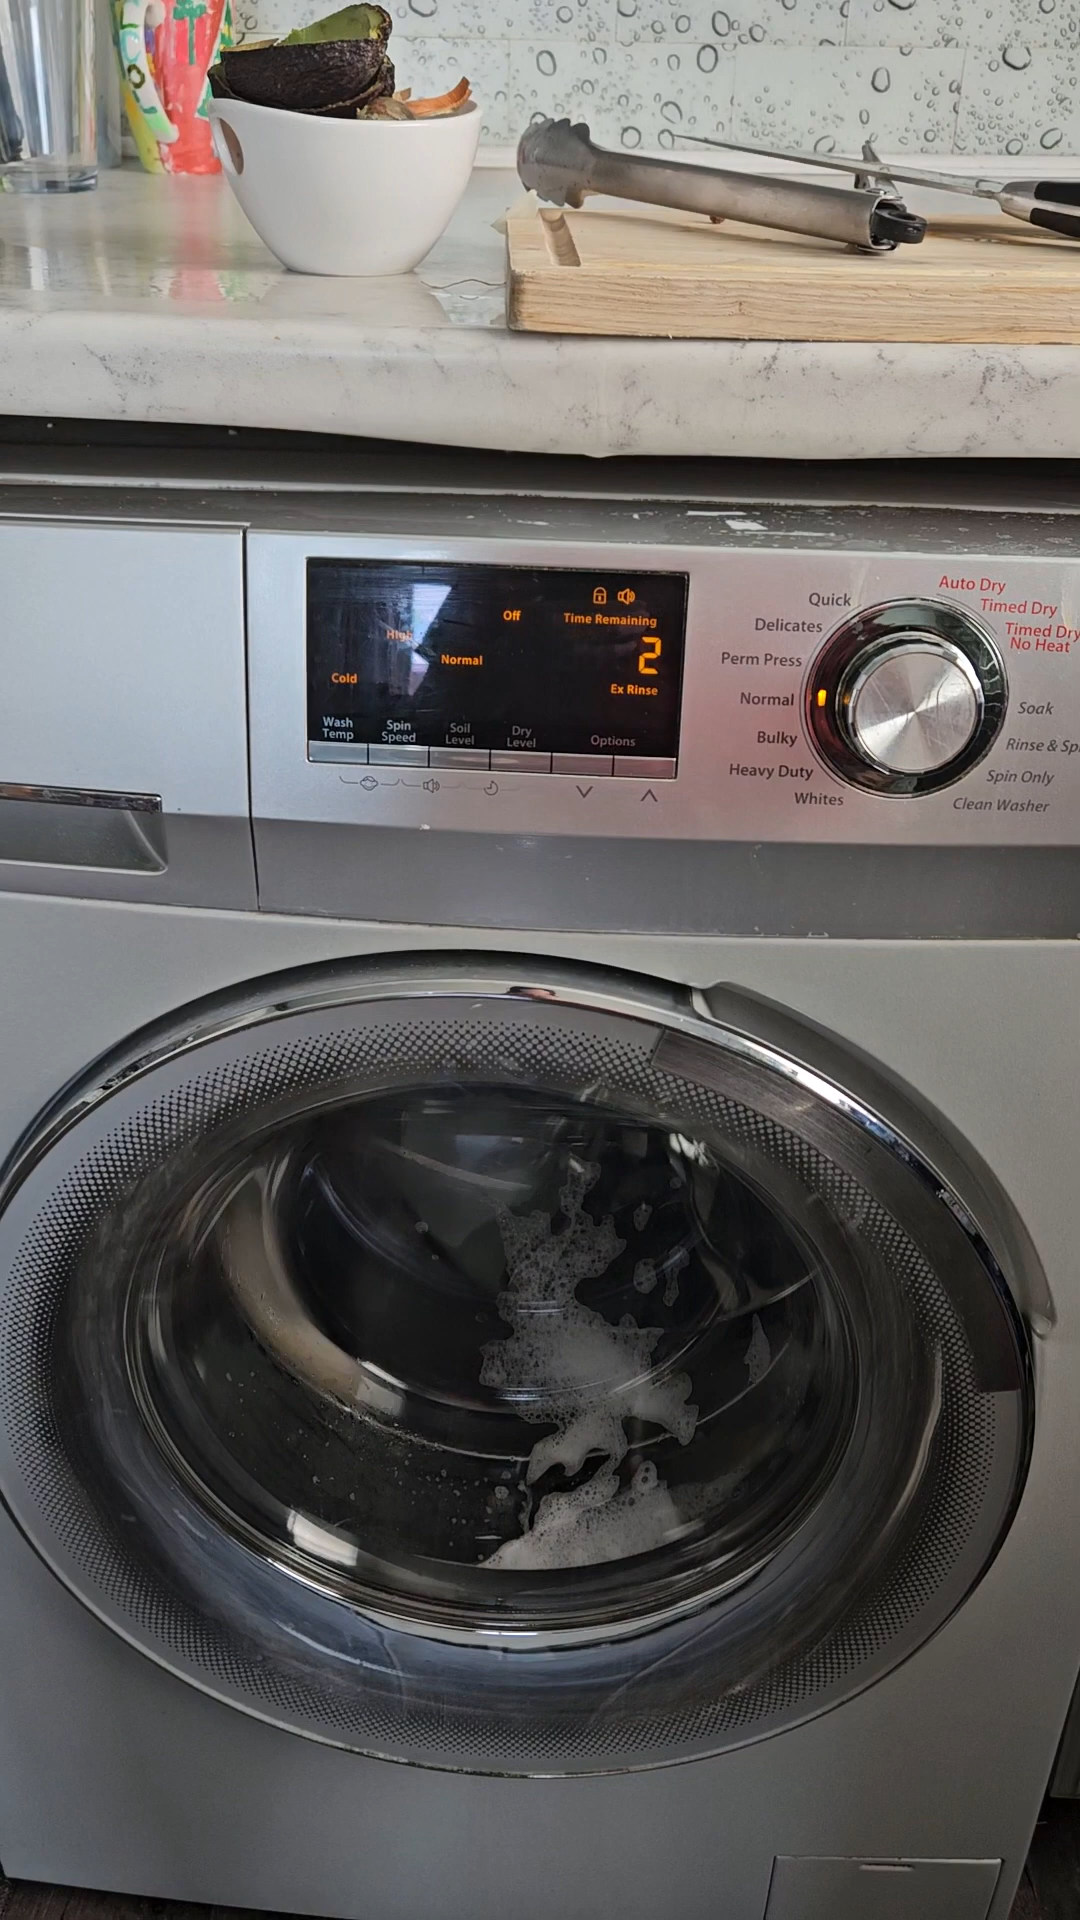 Off
Time Remaining
High
2
Normal
Cold
Ex Rinse
Wash
Temp
Spin
Speed
Soil
Level
Dry
Level
Options
Auto Dry
Quick
Timed Dry
Delicates
Timed Dry
No Heat
Perm Press
Normal
Soak
Bulky
Rinse &
Heavy Duty
Spin Only
Whites
Clean Washer